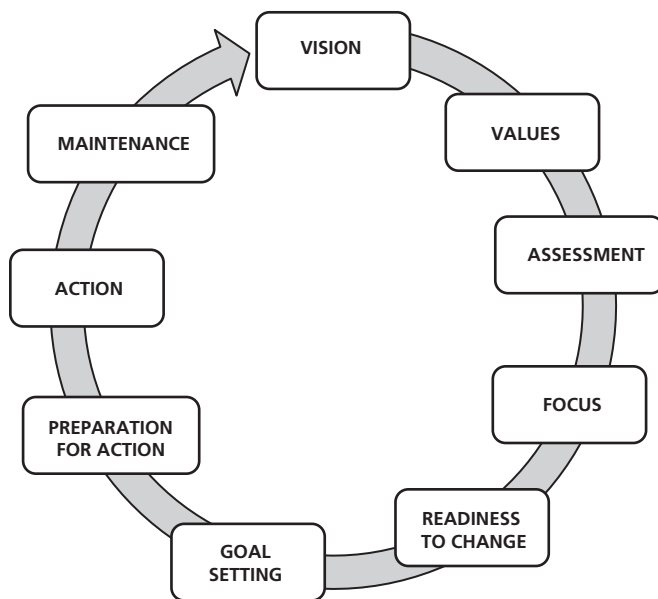 VISION
VALUES
ASSESSMENT
FOCUS
READINESS
TO CHANGE
GOAL
SETTING
PREPARATION
FOR ACTION
ACTION
MAINTENANCE